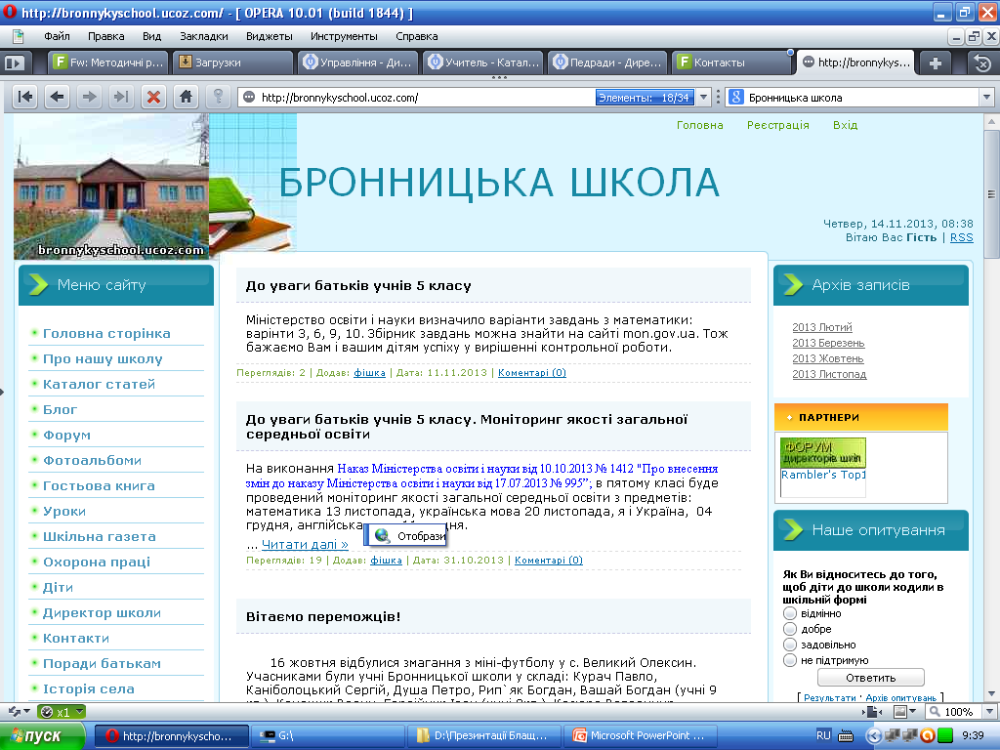 http://bronnykyschool.ucoz.com/ - [ OPERA 10.01 (build 1844) ]
Файл Правка Вид Закладки Виджеты Инструменты Справка
Fw: Методичні р... Загрузки Управління - Ди... Учитель - Катал... Педради - Дире... Контакты http://bronnykys...
http://bronnykyschool.ucoz.com/ Элементы: 18/34 Бронницька школа
Головна Реєстрація Вхід
БРОННИЦЬКА ШКОЛА
Четвер, 14.11.2013, 08:38
Вітаю Вас Гість | RSS
bronnykyschool.ucoz.com
Меню сайту
Головна сторінка
Про нашу школу
Каталог статей
Блог
Форум
Фотоальбоми
Гостьова книга
Уроки
Шкільна газета
Охорона праці
Діти
Директор школи
Контакти
Поради батькам
Історія села
До уваги батьків учнів 5 класу
Міністерство освіти і науки визначило варіанти завдань з математики:
варінти 3, 6, 9, 10. Збірник завдань можна знайти на сайті mon.gov.ua. Тож
бажаємо Вам і вашим дітям успіху у вирішенні контрольної роботи.
Переглядів: 2 | Додав: фішка | Дата: 11.11.2013 | Коментарі (0)
До уваги батьків учнів 5 класу. Моніторинг якості загальної
середньої освіти
На виконання Наказ Міністерства освіти і науки від 10.10.2013 № 1412 "Про внесення
змін до наказу Міністерства освіти і науки від 17.07.2013 № 995"; в пятому класі буде
проведений моніторинг якості загальної середньої освіти з предметів:
математика 13 листопада, українська мова 20 листопада, я і Україна, 04
грудня, англійська
Отобрази
... Читати далі »
Переглядів: 19 | Додав: фішка | Дата: 31.10.2013 | Коментарі (0)
Вітаємо переможців!
16 жовтня відбулися змагання з міні-футболу у с. Великий Олексин.
Учасниками були учні Бронницької школи у складі: Курач Павло,
Каніболоцький Сергій, Душа Петро, Рип`як Богдан, Вашай Богдан (учні 9
Архів записів
2013 Лютий
2013 Березень
2013 Жовтень
2013 Листопад
ПАРТНЕРИ
ФОРУМ
директорів шкіл
Rambler's Top1
Наше опитування
Як Ви відноситесь до того,
щоб діти до школи ходили в
шкільній формі
відмінно
добре
задовільно
не підтримую
Ответить
[ Результати · Архів опитувань ]
x1 100%
пуск http://bronnykyscho... G:\ D:\Презинтації Блащ... Microsoft PowerPoint ... RU 9:39